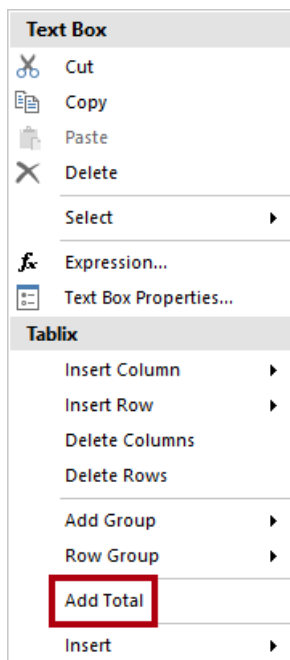 Text Box
Cut
Copy
Paste
Delete
Select
fx Expression...
Text Box Properties...
Tablix
Insert Column
Insert Row
Delete Columns
Delete Rows
Add Group
Row Group
Add Total
Insert